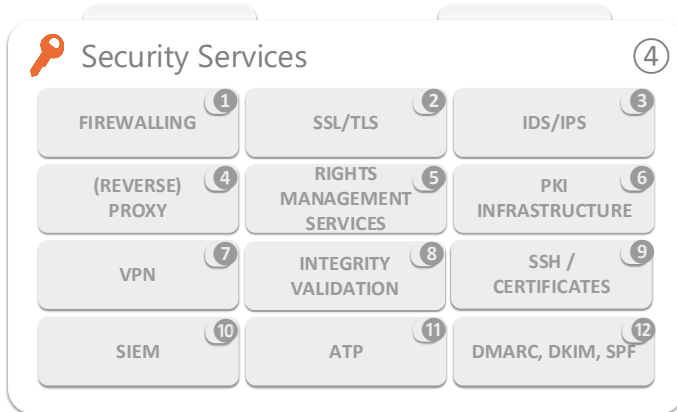 Security Services
4
FIREWALLING
1
SSL/TLS
2
IDS/IPS
3
(REVERSE)
PROXY
4
RIGHTS
MANAGEMENT
SERVICES
5
PKI
INFRASTRUCTURE
6
VPN
7
INTEGRITY
VALIDATION
8
SSH /
CERTIFICATES
9
SIEM
10
ATP
11
DMARC, DKIM, SPF
12